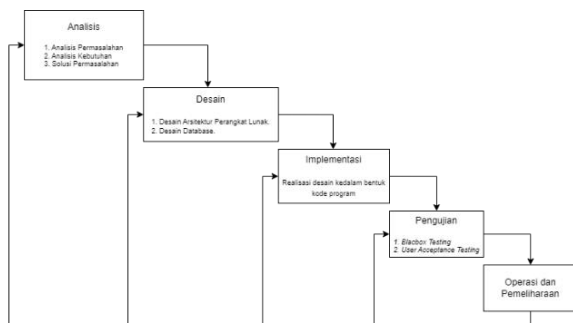 Analisis
1. Analisis Permasalahan
2. Analisis Kebutuhan
3. Solusi Permasalahan
Desain
1. Desain Arsitektur Perangkat Lunak.
2. Desain Database.
Implementasi
Realisasi desain kedalam bentuk
kode program
Pengujian
1. Blacbox Testing
2. User Acceptance Testing
Operasi dan
Pemeliharaan